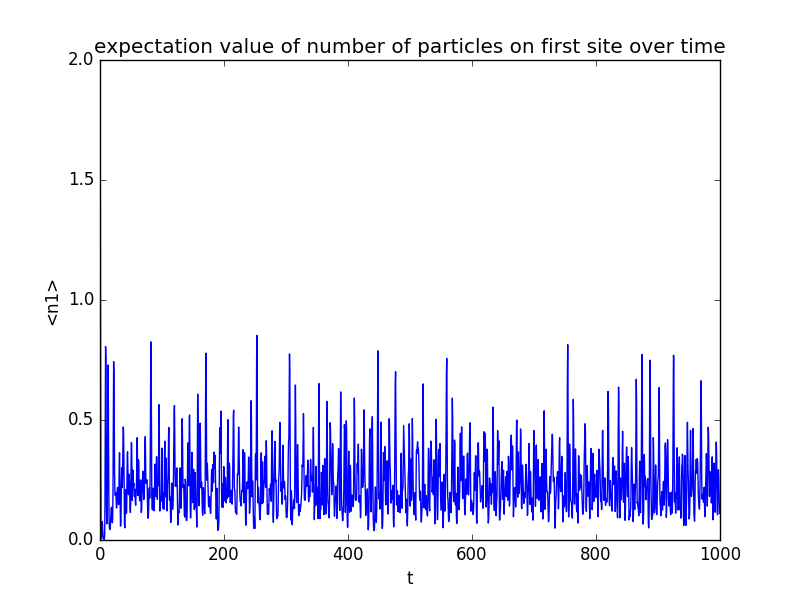 expectation value of number of particles on first site over time
2.0
1.5
1.0
0.5
0.0
<n1>
0 200 400 600 800 1000
t